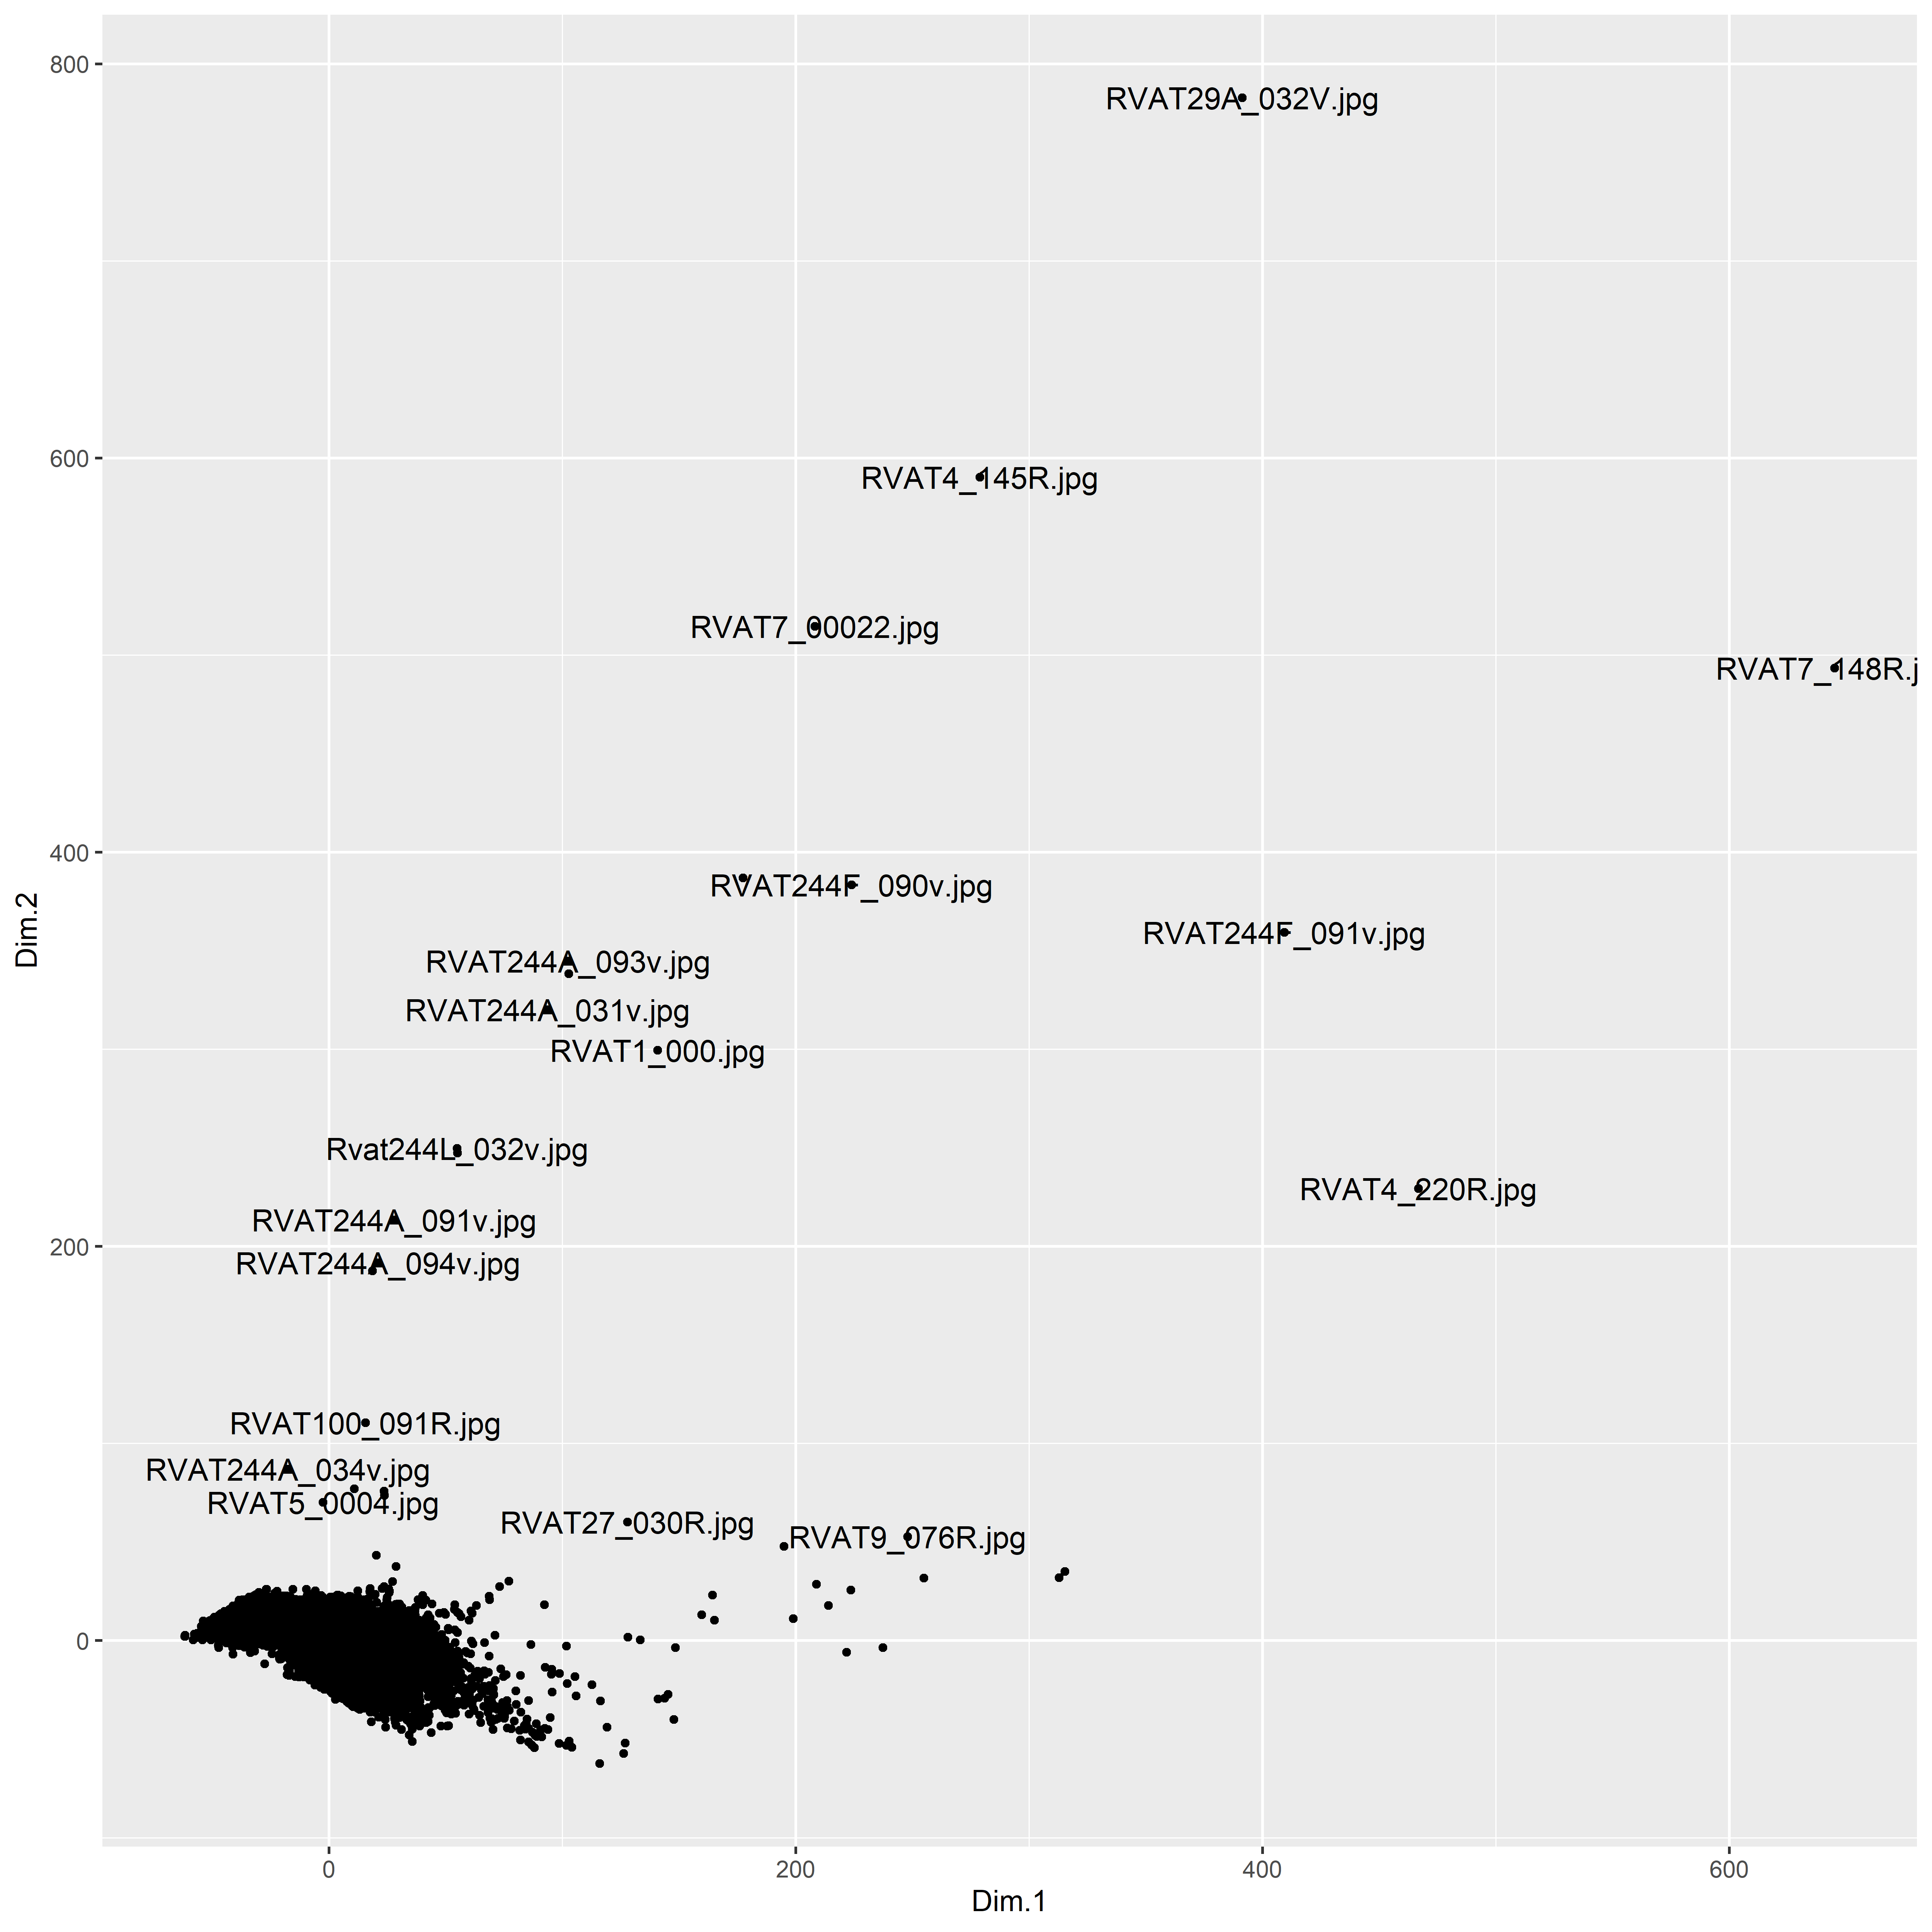 800
RVAT29A_032V.jpg
600
RVAT4_145R.jpg
RVAT7_00022.jpg
RVAT7_148R.j
400
RVAT244F_090v.jpg
RVAT244F_091v.jpg
Dim.2
RVAT244A_093v.jpg
RVAT244A_031v.jpg
RVAT1_000.jpg
Rvat244L_032v.jpg
RVAT4_220R.jpg
RVAT244A_091v.jpg
200
RVAT244A_094v.jpg
RVAT100_091R.jpg
RVAT244A_034v.jpg
RVAT5_0004.jpg
RVAT27_030R.jpg
RVAT9_076R.jpg
0
0 200 400 600
Dim.1